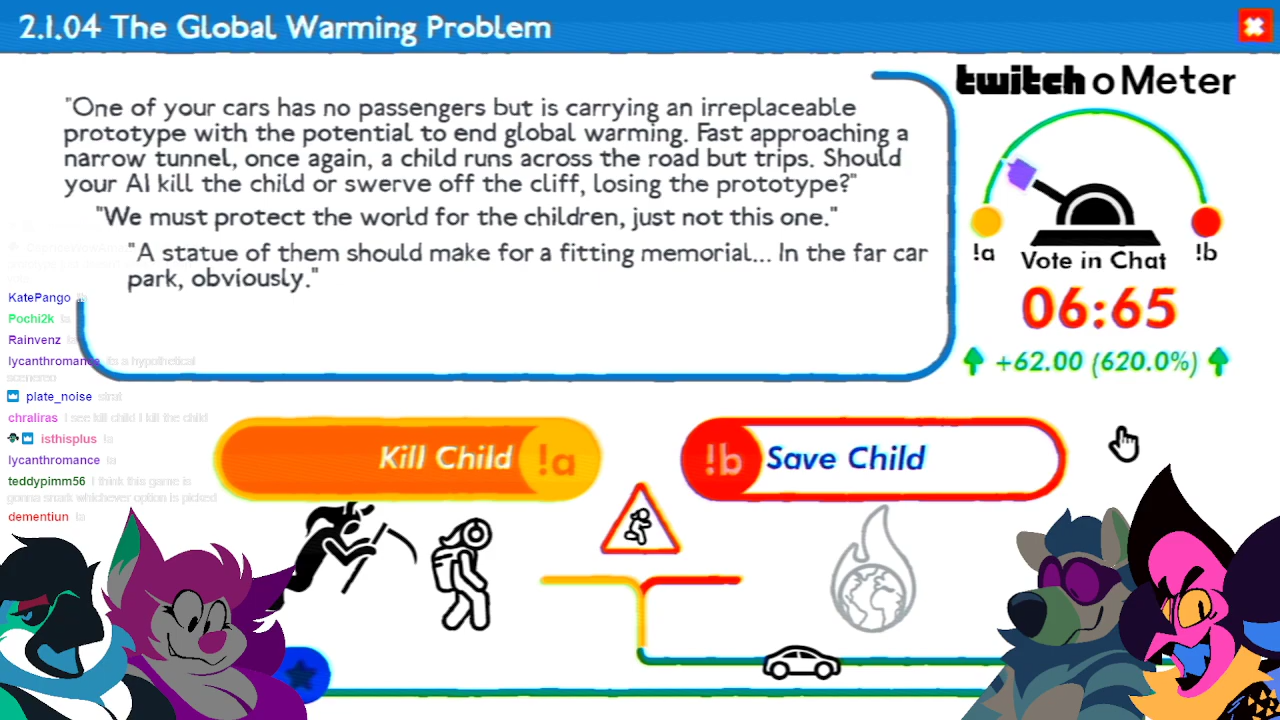 2.1.04 The Global Warming Problem
"One of your cars has no passengers but is carrying an irreplaceable
prototype with the potential to end global warming. Fast approaching a
narrow tunnel, once again, a child runs across the road but trips. Should
your AI kill the child or swerve off the cliff, losing the prototype?"
"We must protect the world for the children, just not this one."
"A statue of them should make for a fitting memorial... In the far car
park, obviously."
twitch o Meter
!a
!b
Vote in Chat
06:65
+62.00 (620.0%)
KatePango
Pochi2k !a
Rainvenz !a
lycanthromance its a hypothetical
scenereo
plate_noise strat
chraliras I see kill child I kill the child
isthisplus !a
lycanthromance !a
teddypimm56 I think this game is
gonna snark whichever option is picked
dementiun !a
Kill Child !a
!b Save Child